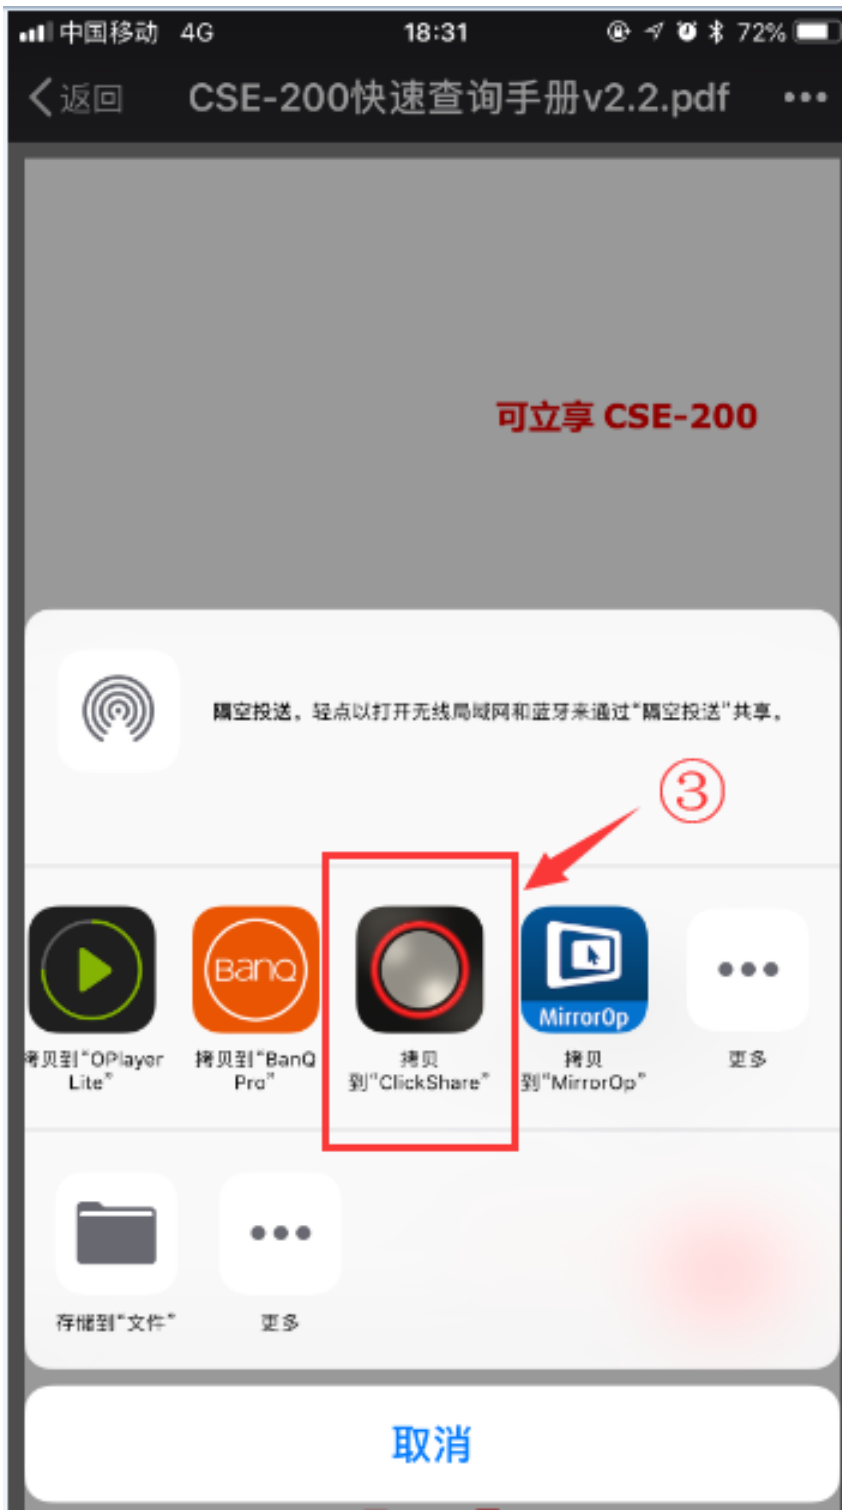 中国移动 4G 18:31 72%
返回 CSE-200快速查询手册v2.2.pdf
可立享 CSE-200
隔空投送。轻点以打开无线局域网和蓝牙来通过“隔空投送”共享。
③
BanQ
MirrorOp
拷贝到“OPlayer
Lite”
拷贝到“BanQ
Pro”
拷贝
到“ClickShare”
拷贝
到“MirrorOp”
更多
存储到“文件”
更多
取消